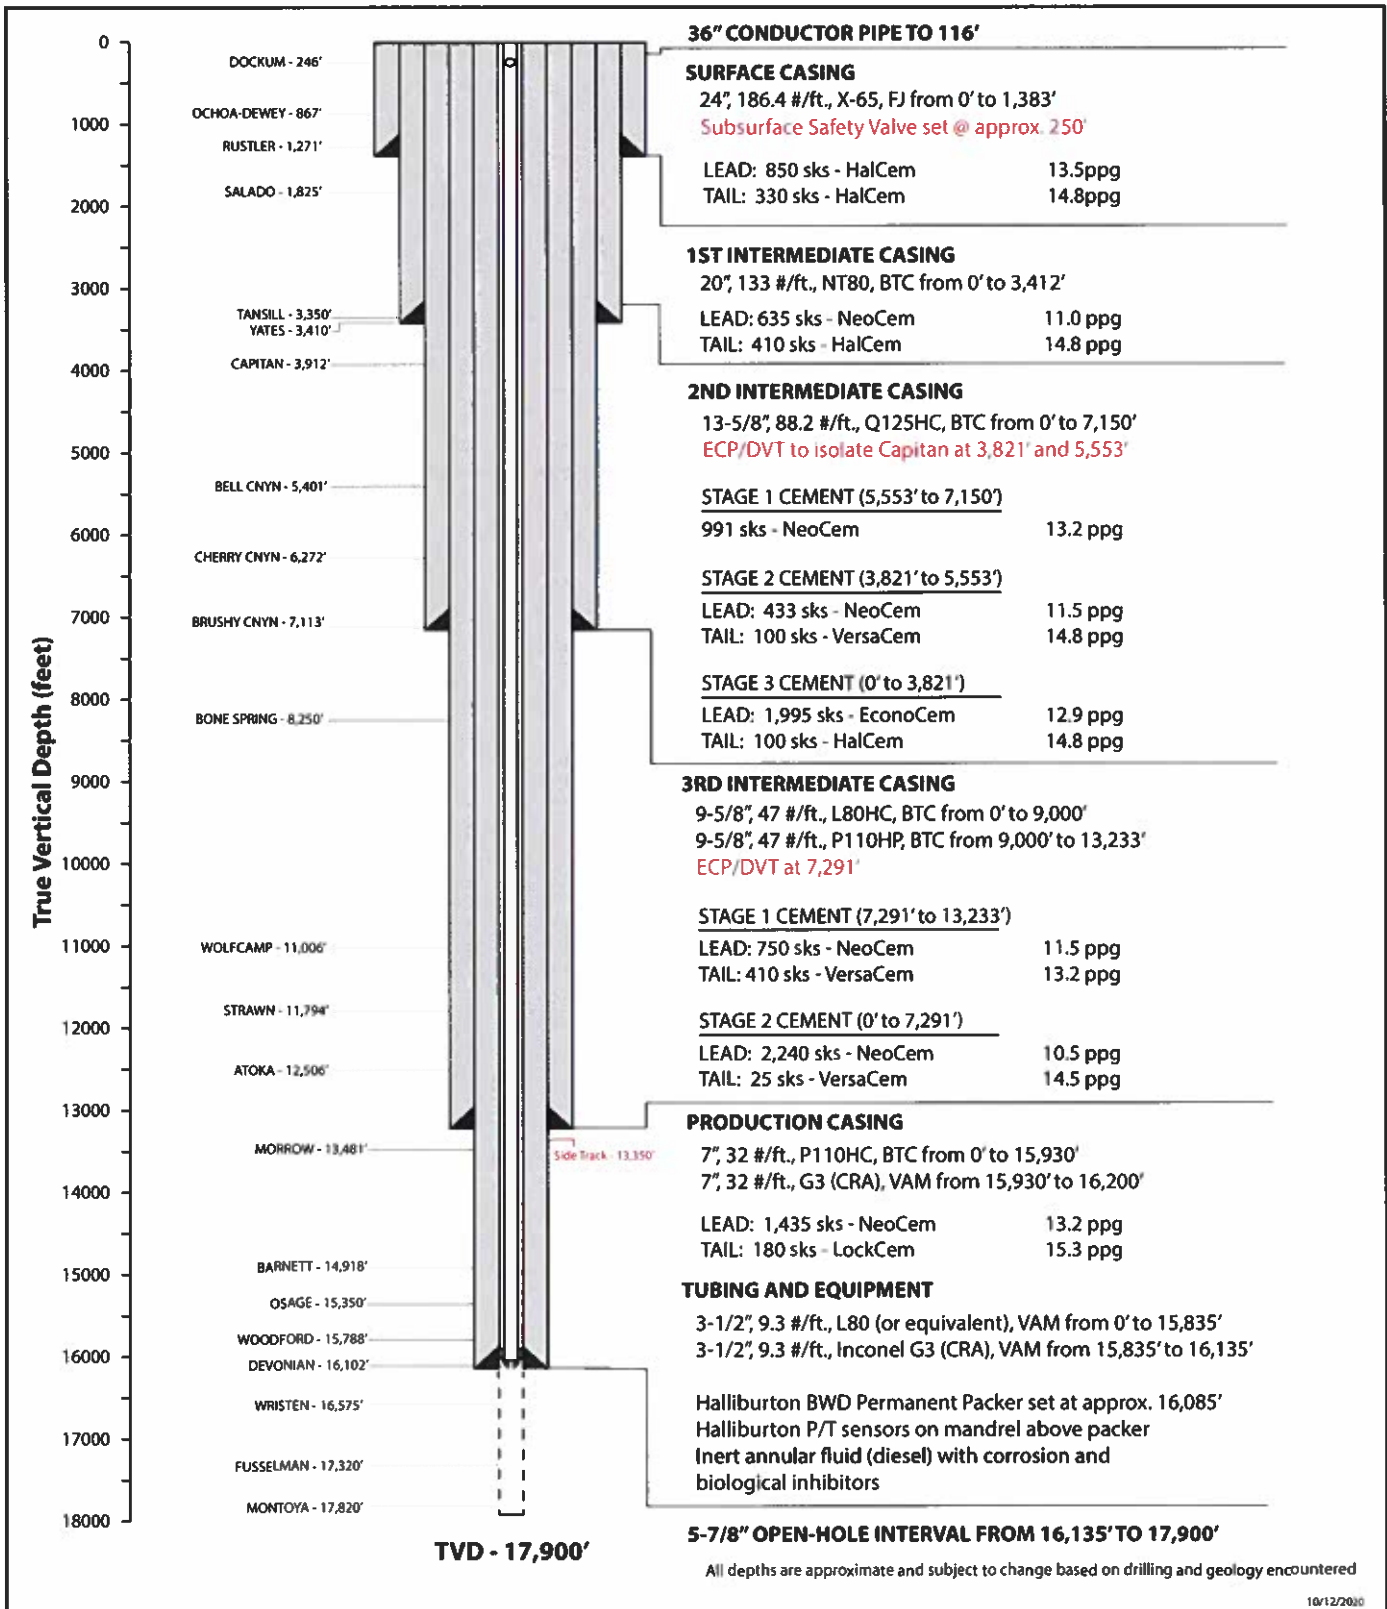 36" CONDUCTOR PIPE TO 116'
SURFACE CASING
24", 186.4 #/ft., X-65, FJ from 0' to 1,383'
Subsurface Safety Valve set @ approx. 250'
LEAD: 850 sks - HalCem 13.5ppg
TAIL: 330 sks - HalCem 14.8ppg
1ST INTERMEDIATE CASING
20", 133 #/ft., NT80, BTC from 0' to 3,412'
LEAD: 635 sks - NeoCem 11.0 ppg
TAIL: 410 sks - HalCem 14.8 ppg
2ND INTERMEDIATE CASING
13-5/8", 88.2 #/ft., Q125HC, BTC from 0' to 7,150'
ECP/DVT to isolate Capitan at 3,821' and 5,553'
STAGE 1 CEMENT (5,553' to 7,150')
991 sks - NeoCem 13.2 ppg
STAGE 2 CEMENT (3,821' to 5,553')
LEAD: 433 sks - NeoCem 11.5 ppg
TAIL: 100 sks - VersaCem 14.8 ppg
STAGE 3 CEMENT (0' to 3,821')
LEAD: 1,995 sks - EconoCem 12.9 ppg
TAIL: 100 sks - HalCem 14.8 ppg
3RD INTERMEDIATE CASING
9-5/8", 47 #/ft., L80HC, BTC from 0' to 9,000'
9-5/8", 47 #/ft., P110HP, BTC from 9,000' to 13,233'
ECP/DVT at 7,291'
STAGE 1 CEMENT (7,291' to 13,233')
LEAD: 750 sks - NeoCem 11.5 ppg
TAIL: 410 sks - VersaCem 13.2 ppg
STAGE 2 CEMENT (0' to 7,291')
LEAD: 2,240 sks - NeoCem 10.5 ppg
TAIL: 25 sks - VersaCem 14.5 ppg
PRODUCTION CASING
7", 32 #/ft., P110HC, BTC from 0' to 15,930'
7", 32 #/ft., G3 (CRA), VAM from 15,930' to 16,200'
LEAD: 1,435 sks - NeoCem 13.2 ppg
TAIL: 180 sks - LockCem 15.3 ppg
TUBING AND EQUIPMENT
3-1/2", 9.3 #/ft., L80 (or equivalent), VAM from 0' to 15,835'
3-1/2", 9.3 #/ft., Inconel G3 (CRA), VAM from 15,835' to 16,135'
Halliburton BWD Permanent Packer set at approx. 16,085'
Halliburton P/T sensors on mandrel above packer
Inert annular fluid (diesel) with corrosion and
biological inhibitors
5-7/8" OPEN-HOLE INTERVAL FROM 16,135' TO 17,900'
All depths are approximate and subject to change based on drilling and geology encountered
10/12/2020
True Vertical Depth (feet)
0
1000
2000
3000
4000
5000
6000
7000
8000
9000
10000
11000
12000
13000
14000
15000
16000
17000
18000
DOCKUM - 246'
OCHOA-DEWEY - 867'
RUSTLER - 1,271'
SALADO - 1,825'
TANSILL - 3,350'
YATES - 3,410'
CAPITAN - 3,912'
BELL CNYN - 5,401'
CHERRY CNYN - 6,272'
BRUSHY CNYN - 7,113'
BONE SPRING - 8,250'
WOLFCAMP - 11,006'
STRAWN - 11,794'
ATOKA - 12,506'
MORROW - 13,481'
Side Track - 13,350'
BARNETT - 14,918'
OSAGE - 15,350'
WOODFORD - 15,788'
DEVONIAN - 16,102'
WRISTEN - 16,575'
FUSSELMAN - 17,320'
MONTOYA - 17,820'
TVD - 17,900'